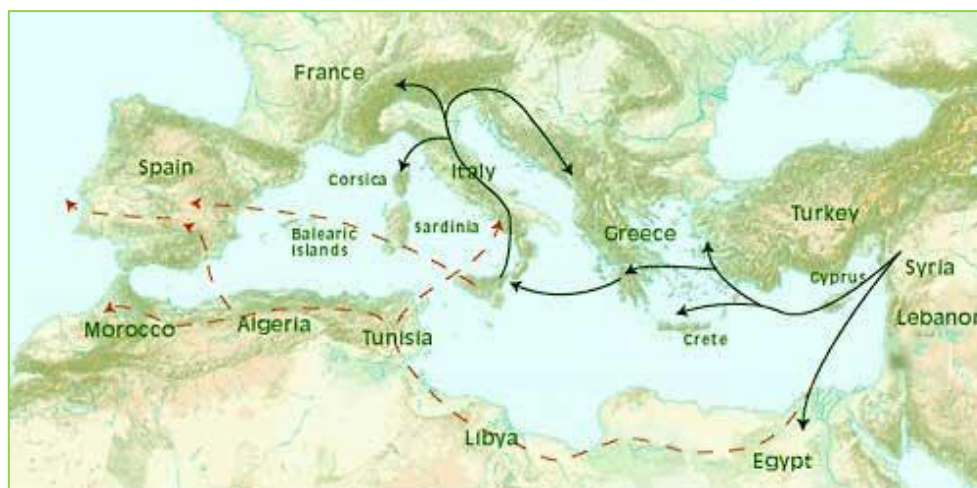 France
Spain
Corsica
Italy
Turkey
Sardinia
Balearic
islands
Greece
Cyprus
Syria
Lebanon
Morocco
Algeria
Tunisia
Crete
Libya
Egypt